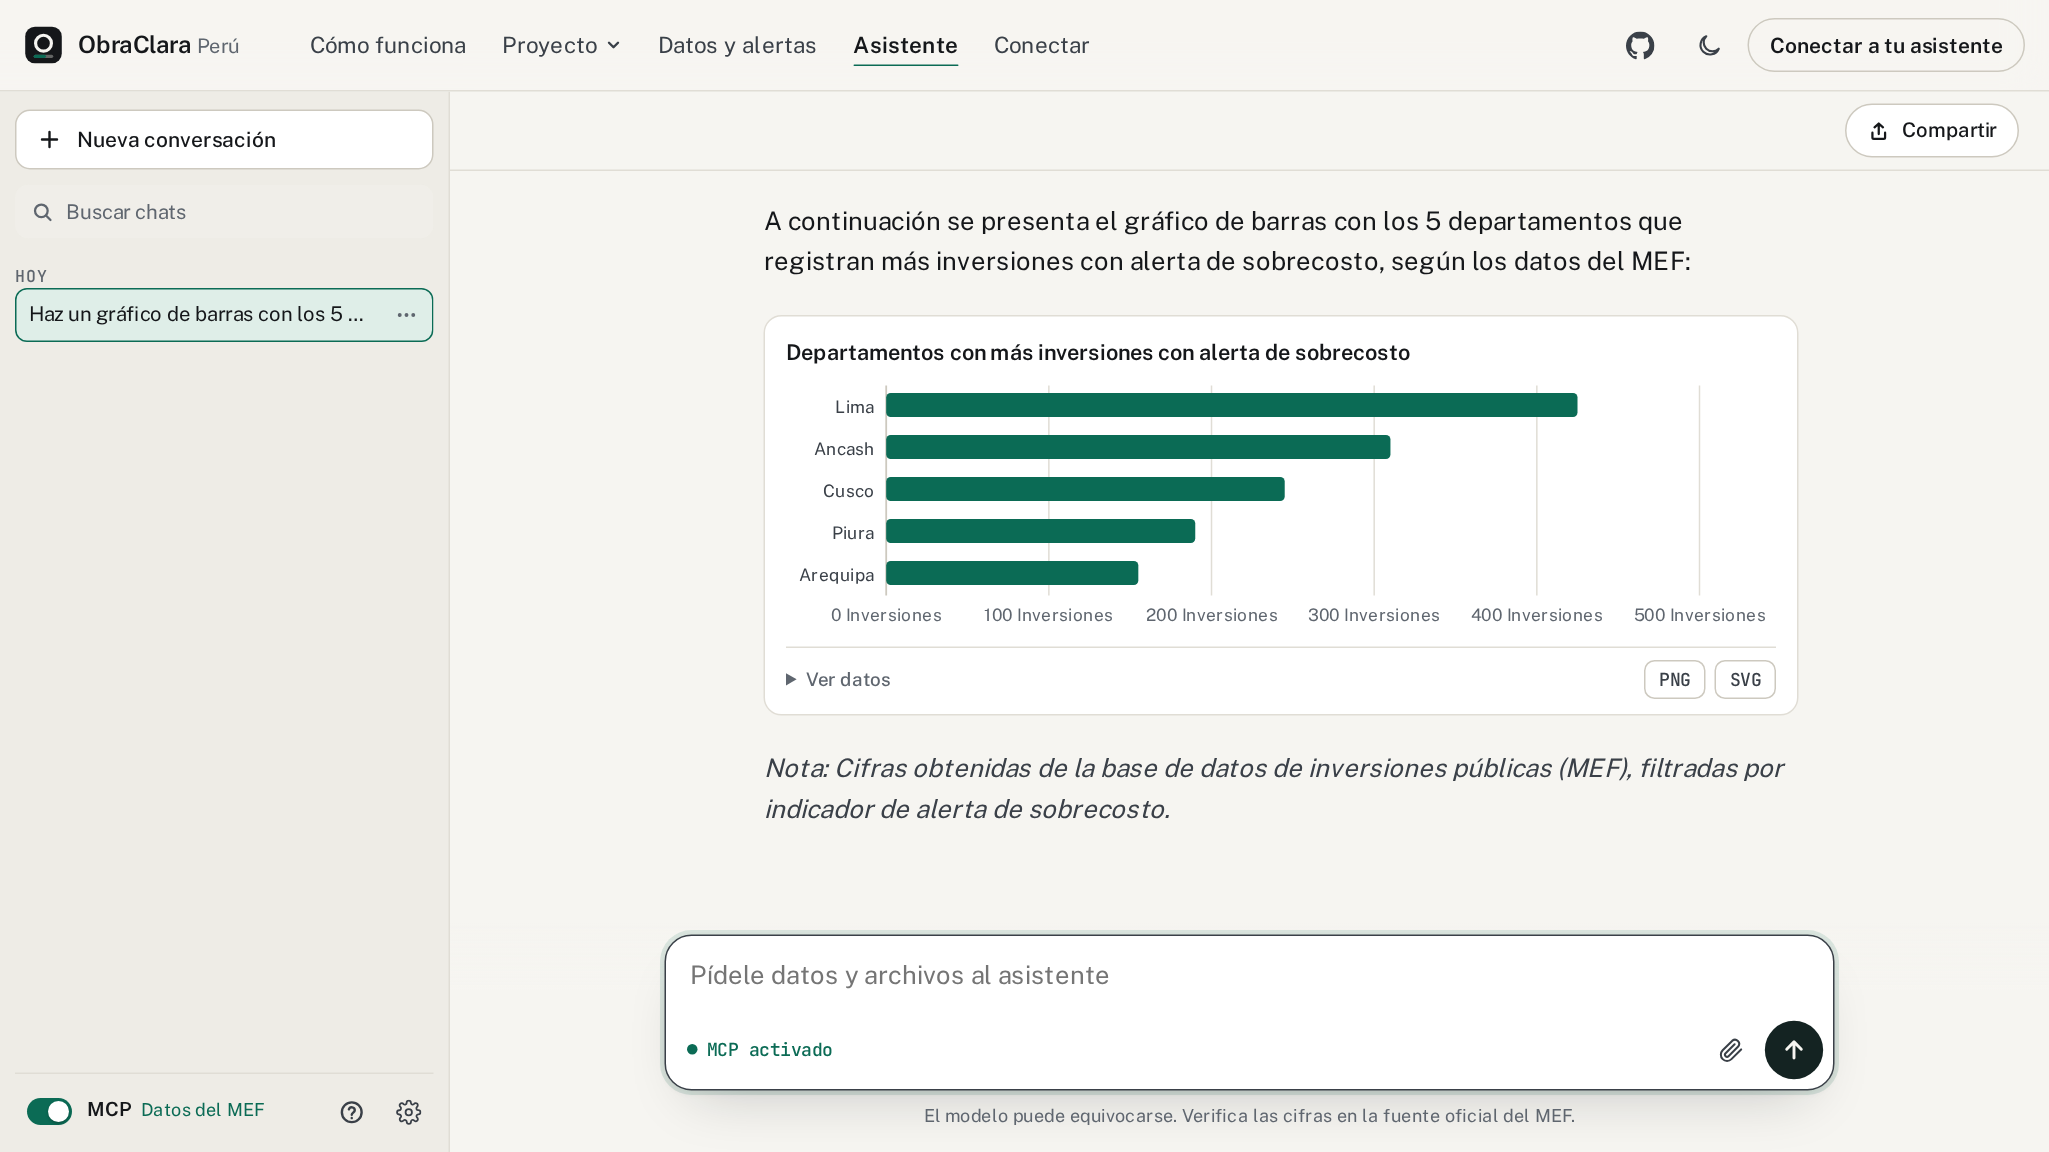 ObraClara Perú
Cómo funciona
Proyecto
Datos y alertas
Asistente
Conectar
Conectar a tu asistente
Nueva conversación
Buscar chats
HOY
Haz un gráfico de barras con los 5 ...
Compartir
A continuación se presenta el gráfico de barras con los 5 departamentos que
registran más inversiones con alerta de sobrecosto, según los datos del MEF:
Departamentos con más inversiones con alerta de sobrecosto
Lima
Ancash
Cusco
Piura
Arequipa
0 Inversiones
100 Inversiones
200 Inversiones
300 Inversiones
400 Inversiones
500 Inversiones
Ver datos
PNG
SVG
Nota: Cifras obtenidas de la base de datos de inversiones públicas (MEF), filtradas por
indicador de alerta de sobrecosto.
Pídele datos y archivos al asistente
MCP activado
MCP Datos del MEF
El modelo puede equivocarse. Verifica las cifras en la fuente oficial del MEF.